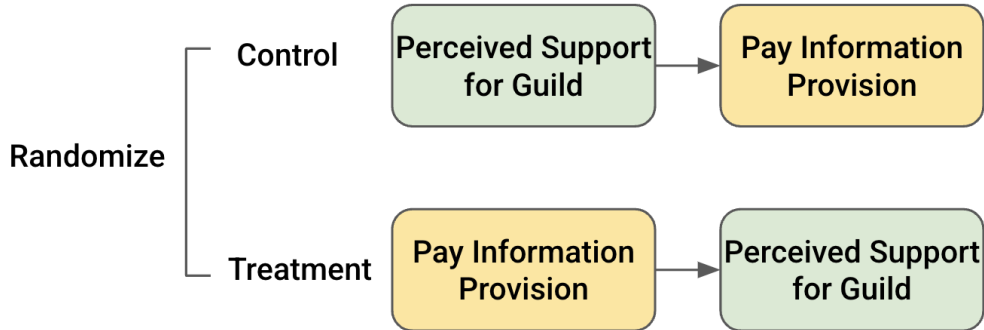 Randomize
Control
Perceived Support
for Guild
Pay Information
Provision
Treatment
Pay Information
Provision
Perceived Support
for Guild